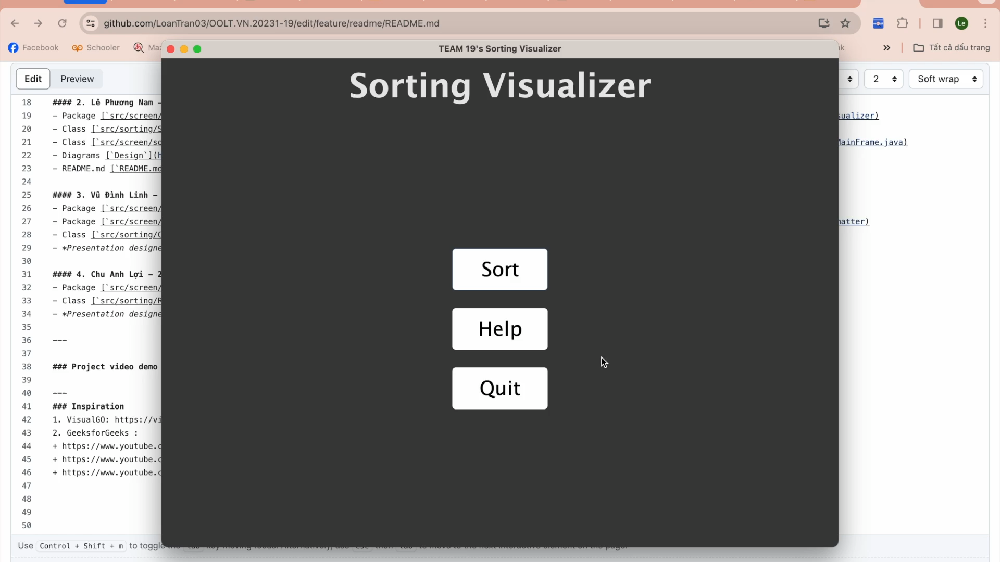 github.com/LoanTran03/OOLT.VN.20231-19/edit/feature/readme/README.md
Le
Facebook
Schooler
Tất cả dấu trang
TEAM 19's Sorting Visualizer
Edit
Preview
2
Soft wrap
Sorting Visualizer
Sort
Help
Quit
18 #### 2. Lê Phương Nam –
19 - Package [`src/screen/
sualizer)
20 - Class [`src/sorting/S
21 - Class [`src/screen/so
MainFrame.java)
22 - Diagrams [`Design`](h
23 - README.md [`README.md
24
25 #### 3. Vũ Đình Linh –
26 - Package [`src/screen/
27 - Package [`src/screen/
matter)
28 - Class [`src/sorting/C
29 - *Presentation designe
30
31 #### 4. Chu Anh Lợi – 2
32 - Package [`src/screen/
33 - Class [`src/sorting/R
34 - *Presentation designe
35
36 ---
37
38 ### Project video demo
39
40 ---
41 ### Inspiration
42 1. VisualGO: https://vi
43 2. GeeksforGeeks :
44 + https://www.youtube.c
45 + https://www.youtube.c
46 + https://www.youtube.c
47
48
49
50
Use Control + Shift + m to toggle